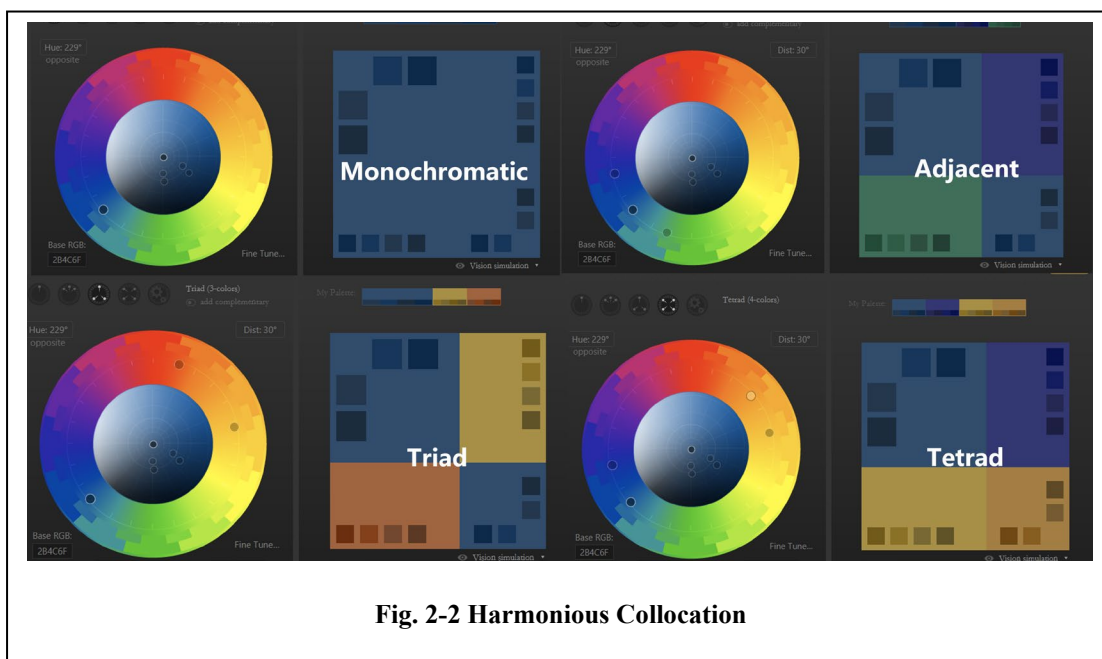 add complementary
Hue: 229°
opposite
Monochromatic
Base RGB:
2B4C6F
Fine Tune...
Vision simulation
Hue: 229°
opposite
Dist: 30°
Adjacent
Base RGB:
2B4C6F
Fine Tune...
Vision simulation
Triad (3-colors)
add complementary
My Palette:
Hue: 229°
opposite
Dist: 30°
Triad
Base RGB:
2B4C6F
Fine Tune...
Vision simulation
Tetrad (4-colors)
My Palette:
Hue: 229°
opposite
Dist: 30°
Tetrad
Base RGB:
2B4C6F
Fine Tune...
Vision simulation
Fig. 2-2 Harmonious Collocation